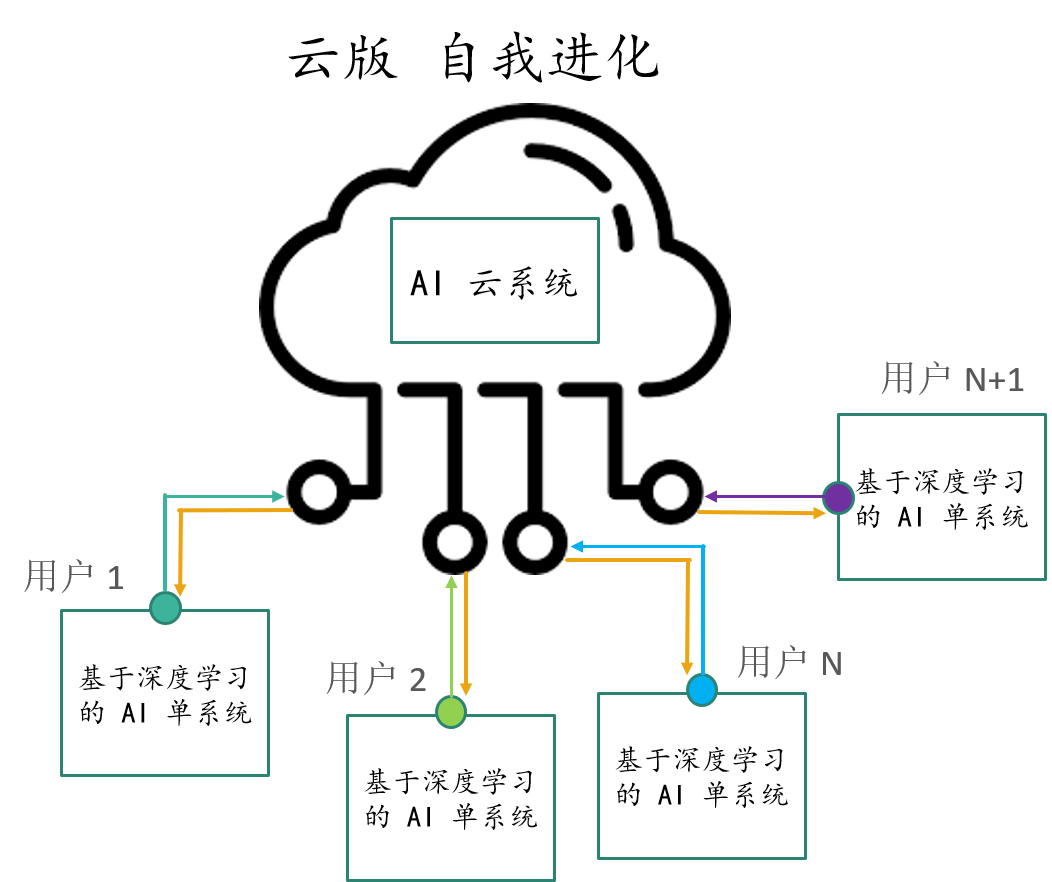 云版 自我进化
AI 云系统
用户 N+1
基于深度学习
的 AI 单系统
用户 1
基于深度学习
的 AI 单系统
用户 2
基于深度学习
的 AI 单系统
用户 N
基于深度学习
的 AI 单系统